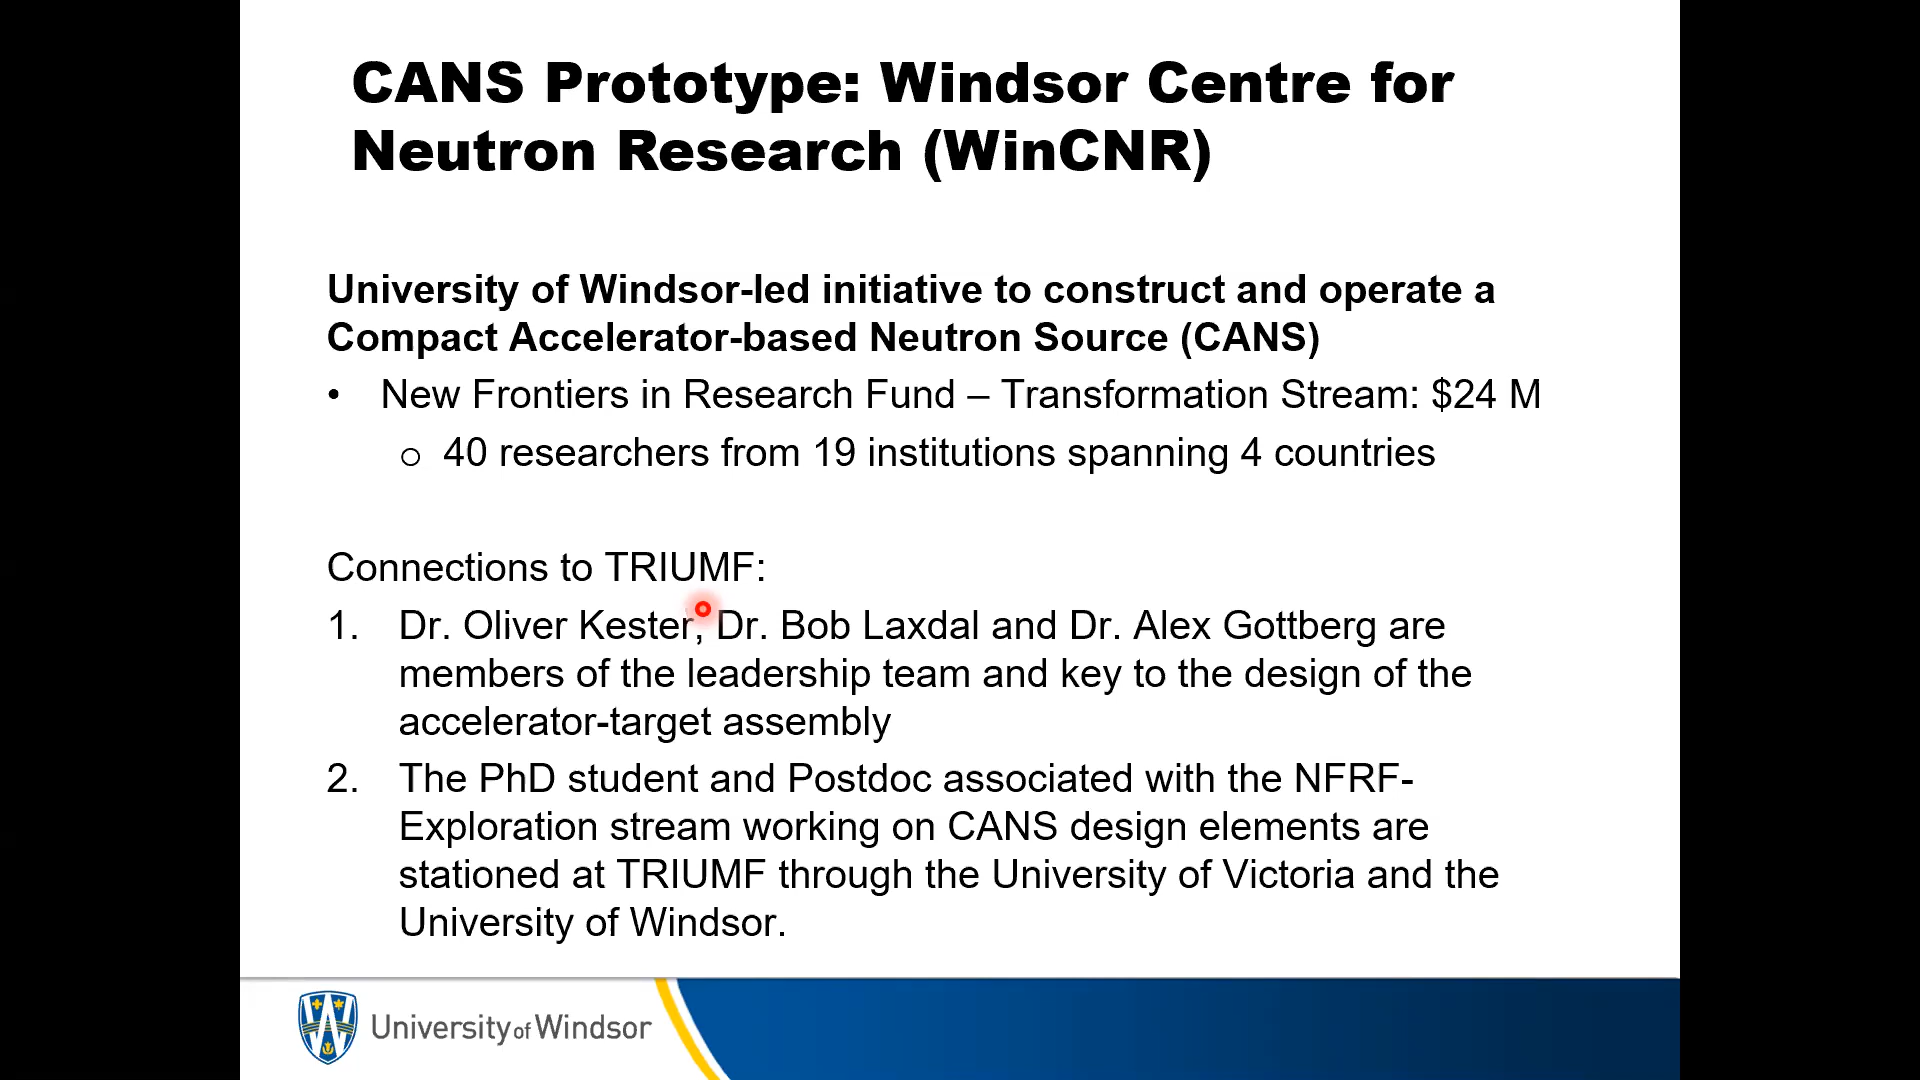 CANS Prototype: Windsor Centre for
Neutron Research (WinCNR)
University of Windsor-led initiative to construct and operate a
Compact Accelerator-based Neutron Source (CANS)
• New Frontiers in Research Fund – Transformation Stream: $24 M
o 40 researchers from 19 institutions spanning 4 countries
Connections to TRIUMF:
1. Dr. Oliver Kester, Dr. Bob Laxdal and Dr. Alex Gottberg are
members of the leadership team and key to the design of the
accelerator-target assembly
2. The PhD student and Postdoc associated with the NFRF-
Exploration stream working on CANS design elements are
stationed at TRIUMF through the University of Victoria and the
University of Windsor.
University of Windsor